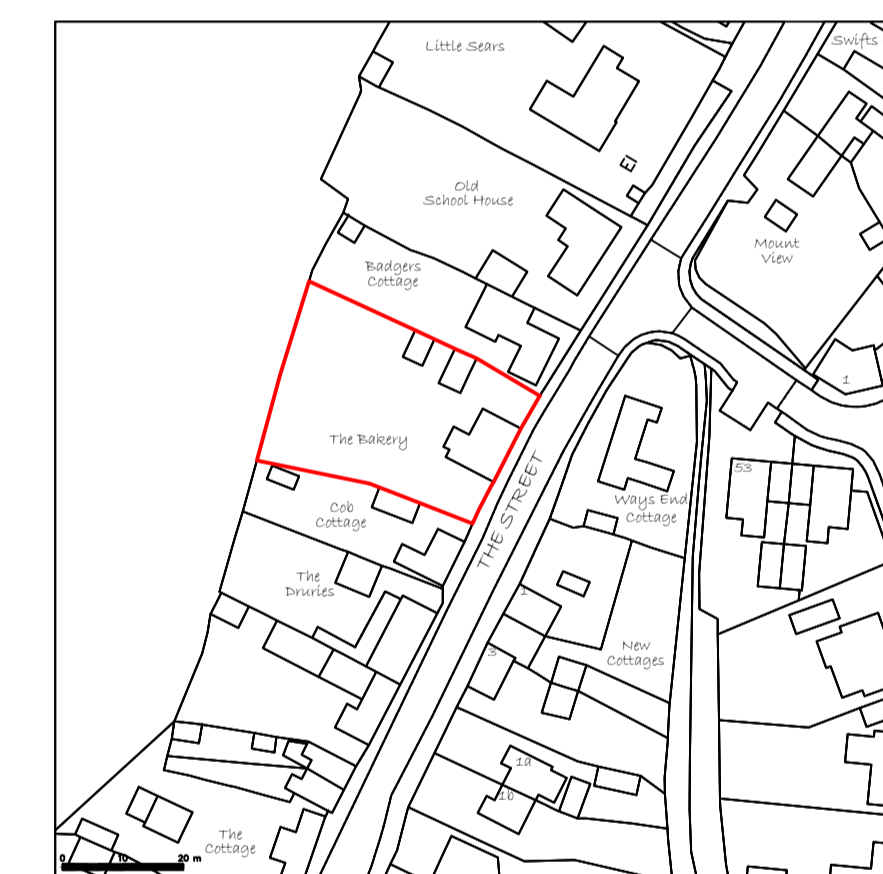 Little Sears
Swifts
EI
Old
School House
Mount
View
Badgers
Cottage
1
The Bakery
THE STREET
53
Ways End
Cottage
Cob
Cottage
The
Druries
1
3
New
Cottages
1a
1b
The
Cottage
0 10 20 m